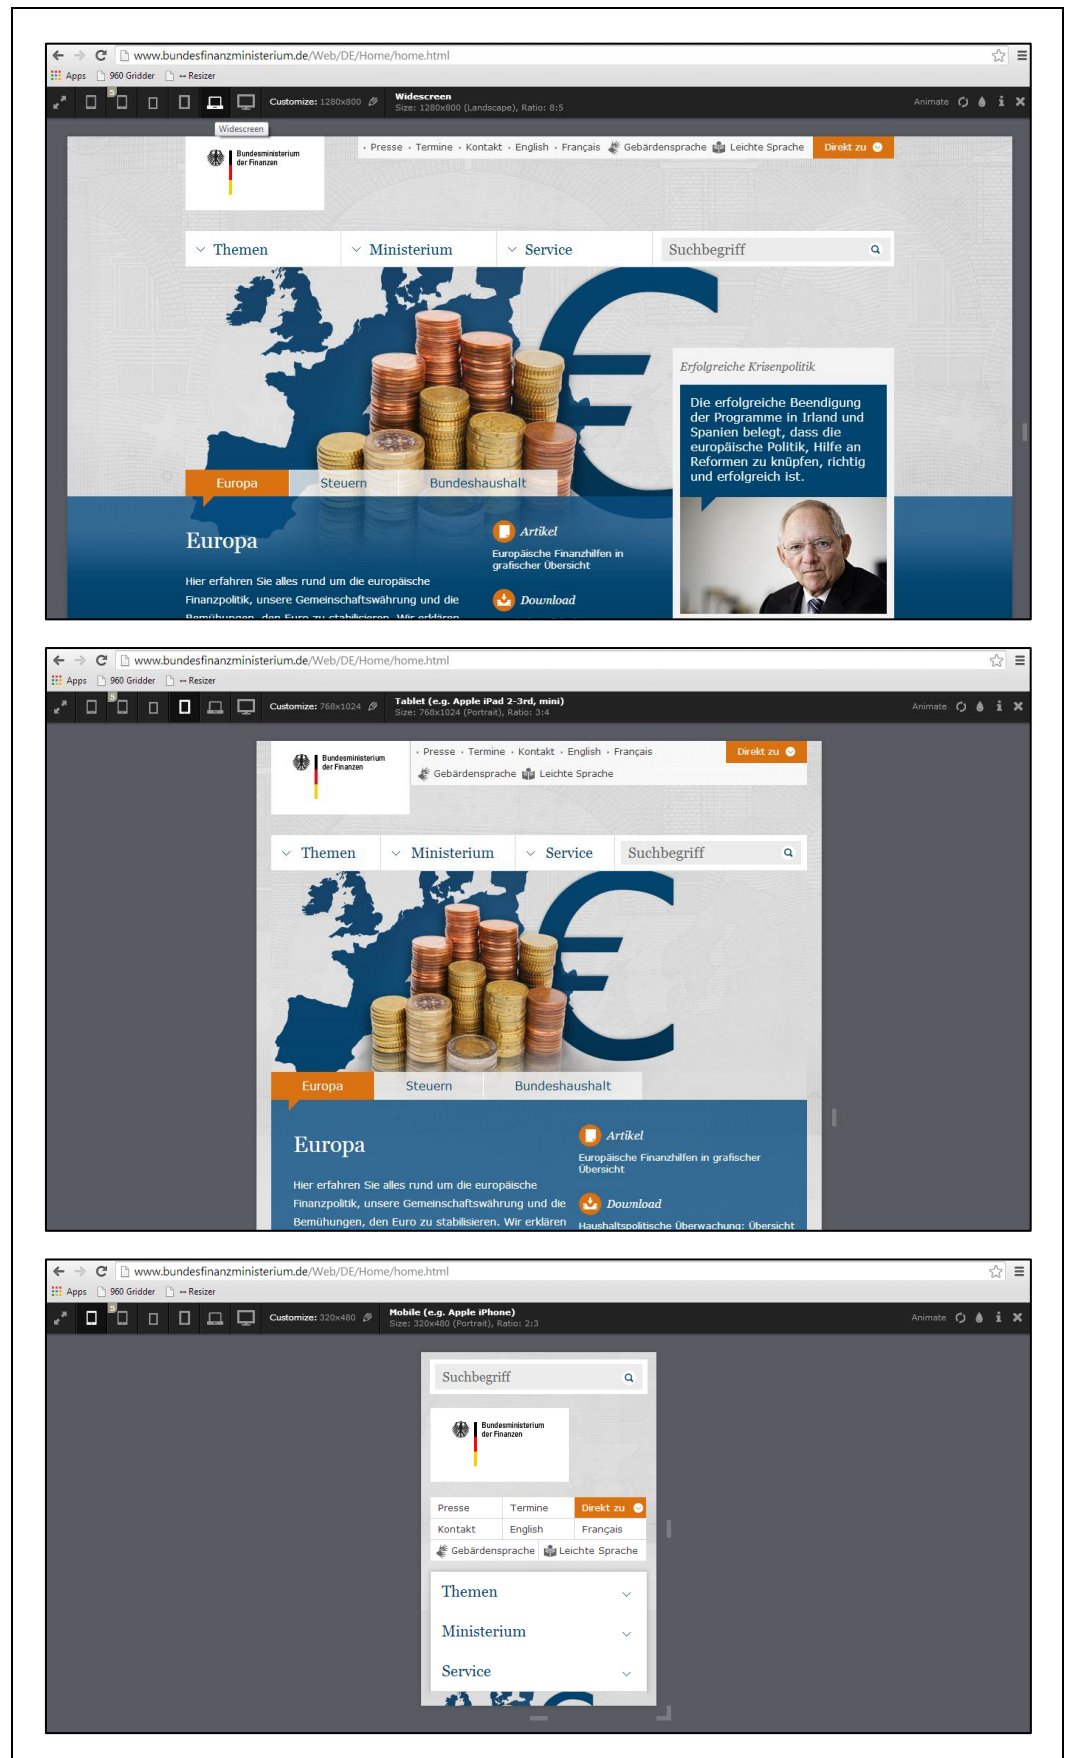 www.bundesfinanzministerium.de/Web/DE/Home/home.html
Apps 960 Gridder ↔ Resizer
5 Customize: 1280x800 Widescreen Animate
Size: 1280x800 (Landscape), Ratio: 8:5
Widescreen
Bundesministerium
der Finanzen
· Presse · Termine · Kontakt · English · Français Gebärdensprache Leichte Sprache Direkt zu
Themen Ministerium Service Suchbegriff
€
Erfolgreiche Krisenpolitik
Die erfolgreiche Beendigung
der Programme in Irland und
Spanien belegt, dass die
europäische Politik, Hilfe an
Reformen zu knüpfen, richtig
und erfolgreich ist.
Europa Steuern Bundeshaushalt
Europa
Hier erfahren Sie alles rund um die europäische
Finanzpolitik, unsere Gemeinschaftswährung und die
Bemühungen, den Euro zu stabilisieren. Wir erklären
Artikel
Europäische Finanzhilfen in
grafischer Übersicht
Download
www.bundesfinanzministerium.de/Web/DE/Home/home.html
Apps 960 Gridder ↔ Resizer
5 Customize: 768x1024 Tablet (e.g. Apple iPad 2-3rd, mini) Animate
Size: 768x1024 (Portrait), Ratio: 3:4
Bundesministerium
der Finanzen
· Presse · Termine · Kontakt · English · Français Direkt zu
Gebärdensprache Leichte Sprache
Themen Ministerium Service Suchbegriff
€
Europa Steuern Bundeshaushalt
Europa
Hier erfahren Sie alles rund um die europäische
Finanzpolitik, unsere Gemeinschaftswährung und die
Bemühungen, den Euro zu stabilisieren. Wir erklären
Artikel
Europäische Finanzhilfen in grafischer
Übersicht
Download
Haushaltspolitische Überwachung: Übersicht
www.bundesfinanzministerium.de/Web/DE/Home/home.html
Apps 960 Gridder ↔ Resizer
5 Customize: 320x480 Mobile (e.g. Apple iPhone) Animate
Size: 320x480 (Portrait), Ratio: 2:3
Suchbegriff
Bundesministerium
der Finanzen
Presse Termine Direkt zu
Kontakt English Français
Gebärdensprache Leichte Sprache
Themen
Ministerium
Service